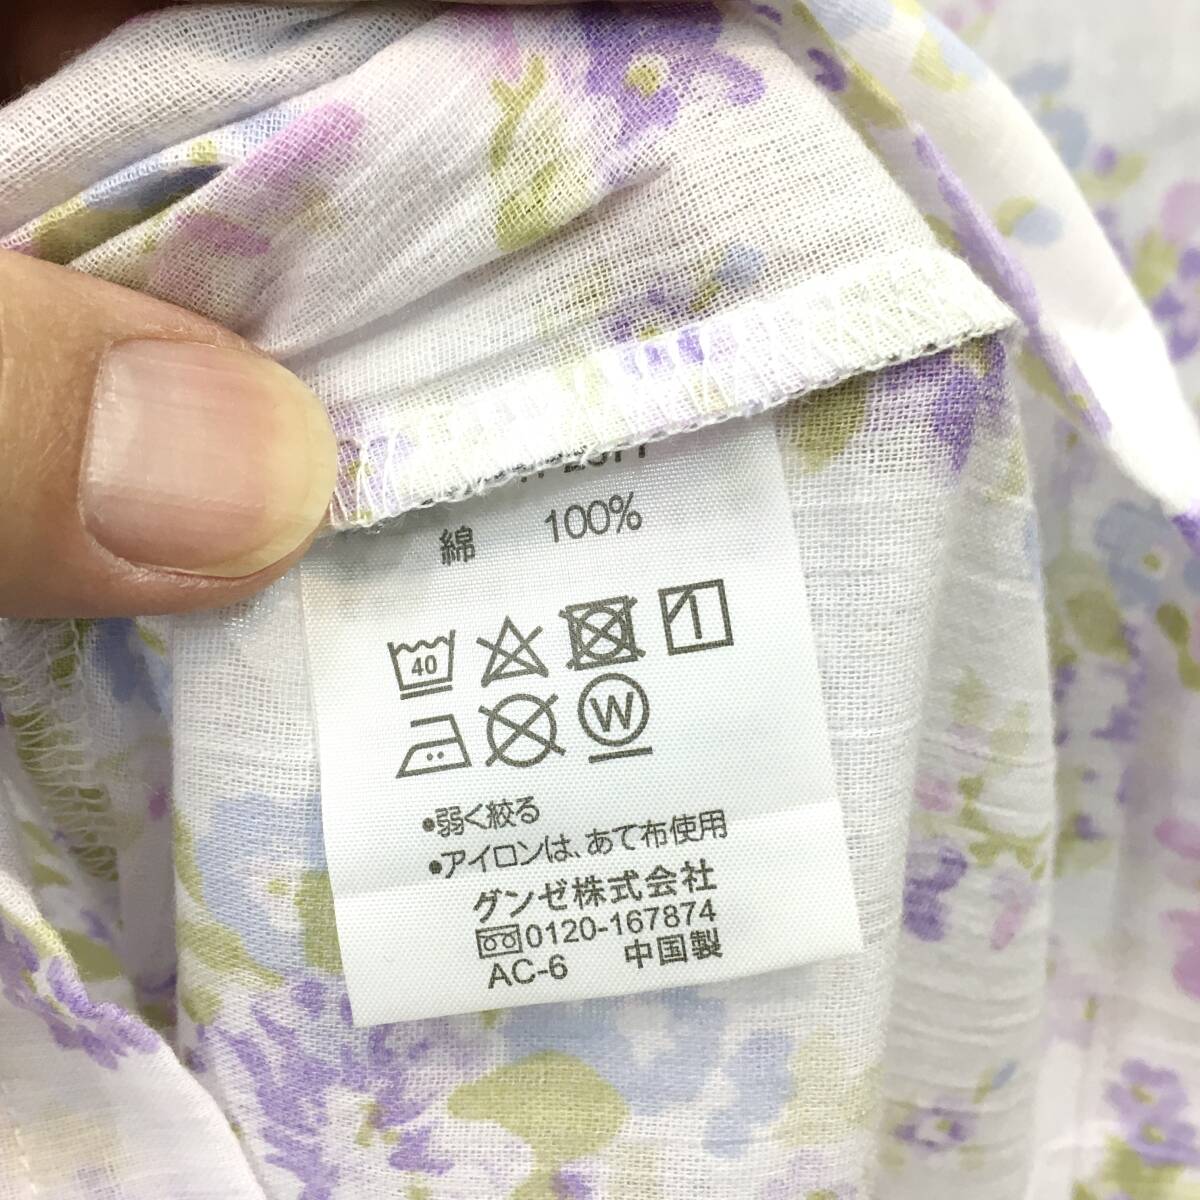 綿 100%
40
W
•弱く絞る
•アイロンは、あて布使用
グンゼ株式会社
0120-167874
AC-6 中国製